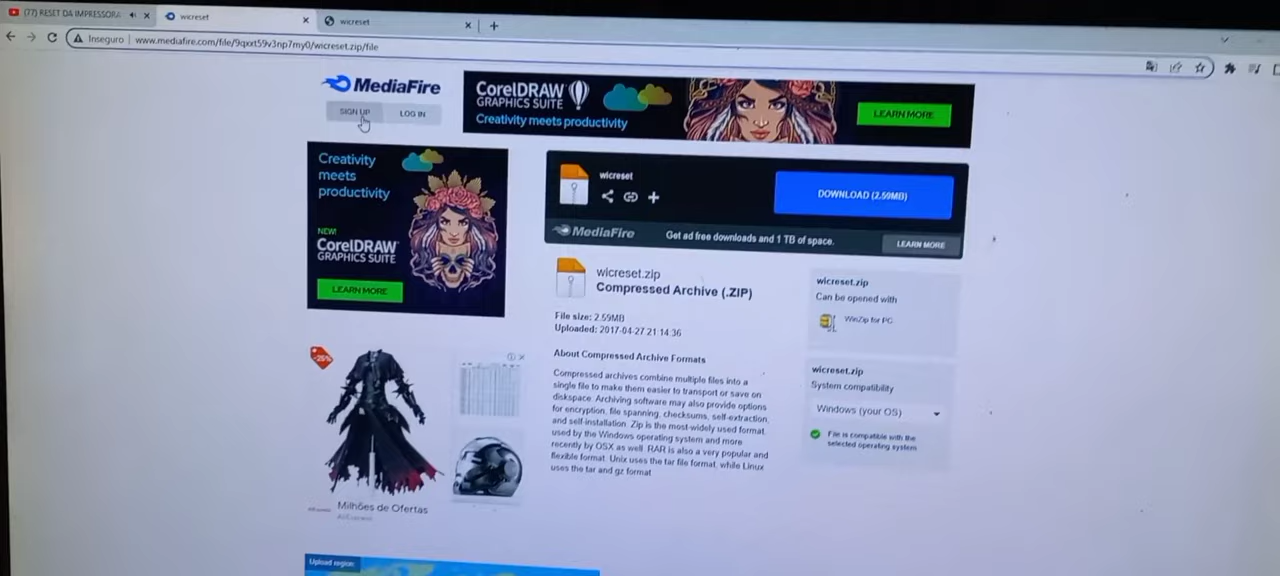 (77) RESET DA IMPRESSORA
wicreset
wicreset
Inseguro | www.mediafire.com/file/9qxxt59v3np7my0/wicreset.zip/file
MediaFire
SIGN UP
LOG IN
CorelDRAW
GRAPHICS SUITE
Creativity meets productivity
LEARN MORE
Creativity
meets
productivity
NEW!
CorelDRAW
GRAPHICS SUITE
LEARN MORE
wicreset
DOWNLOAD (2.59MB)
MediaFire
Get ad free downloads and 1 TB of space.
LEARN MORE
wicreset.zip
Compressed Archive (.ZIP)
File size: 2.59MB
Uploaded: 2017-04-27 21:14:36
About Compressed Archive Formats
Compressed archives combine multiple files into a
single file to make them easier to transport or save on
diskspace. Archiving software may also provide options
for encryption, file spanning, checksums, self-extraction,
and self-installation. Zip is the most-widely used format,
used by the Windows operating system and more
recently by OSX as well. RAR is also a very popular and
flexible format. Unix uses the tar file format, while Linux
uses the tar and gz format
wicreset.zip
Can be opened with
WinZip for PC
wicreset.zip
System compatibility
Windows (your OS)
File is compatible with the
selected operating system
-25%
Milhões de Ofertas
AliExpress
Upload region: